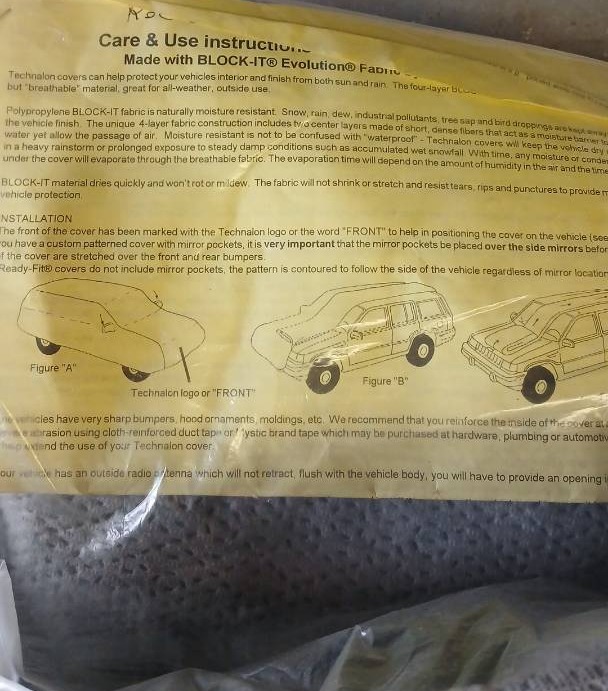 Care & Use
Made with BLOCK-IT® Evolution®
Technalon covers can help protect your vehicles interior and finish from both sun and rain. The four-layer
but "breathable" material, great for all-weather, outside use.
Polypropylene BLOCK-IT fabric is naturally moisture resistant. Snow, rain, dew, industrial pollutants, tree sap and bird droppings are kept away
the vehicle finish. The unique 4-layer fabric construction includes two center layers made of short, dense fibers that act as a moisture barrier to
water yet allow the passage of air. Moisture resistant is not to be confused with "waterproof" - Technalon covers will keep the vehicle dry
in a heavy rainstorm or prolonged exposure to steady damp conditions such as accumulated wet snowfall. With time, any moisture or
under the cover will evaporate through the breathable fabric. The evaporation time will depend on the amount of humidity in the air and the
BLOCK-IT material dries quickly and won't rot or mildew. The fabric will not shrink or stretch and resist tears, rips and punctures to provide
vehicle protection.
NSTALLATION
The front of the cover has been marked with the Technalon logo or the word "FRONT" to help in positioning the cover on the vehicle (see
you have a custom patterned cover with mirror pockets, it is very important that the mirror pockets be placed over the side mirrors
of the cover are stretched over the front and rear bumpers.
Ready-Fit® covers do not include mirror pockets, the pattern is contoured to follow the side of the vehicle regardless of mirror
Figure "A"
Technalon logo or "FRONT"
Figure "B"
vehicles have very sharp bumpers, hood ornaments, moldings, etc. We recommend that you reinforce the inside of the cover at
abrasion using cloth-reinforced duct tape or brand tape which may be purchased at hardware, plumbing or
extend the use of your Technalon cover.
our vehicle has an outside radio antenna which will not retract, flush with the vehicle body, you will have to provide an opening